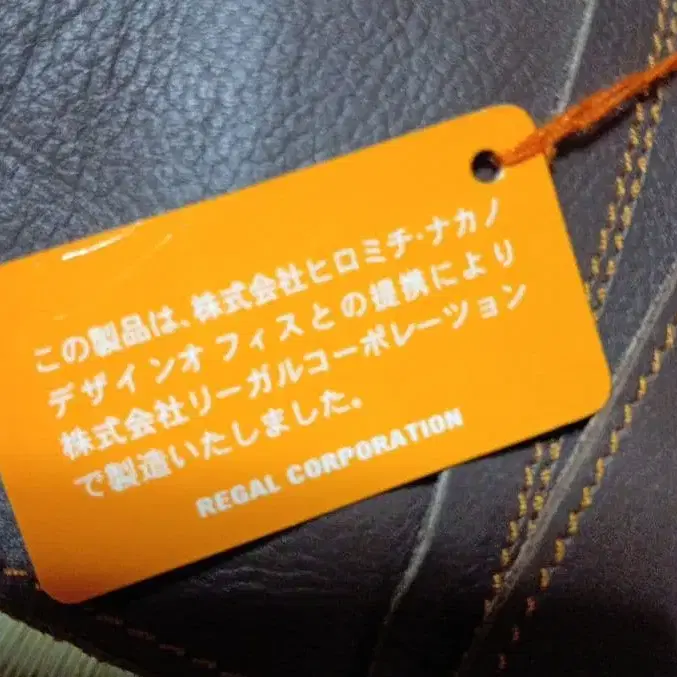 この製品は、株式会社ヒロミチ・ナカノ
デザインオフィスとの提携により
株式会社リーガルコーポレーション
で製造いたしました。
REGAL CORPORATION